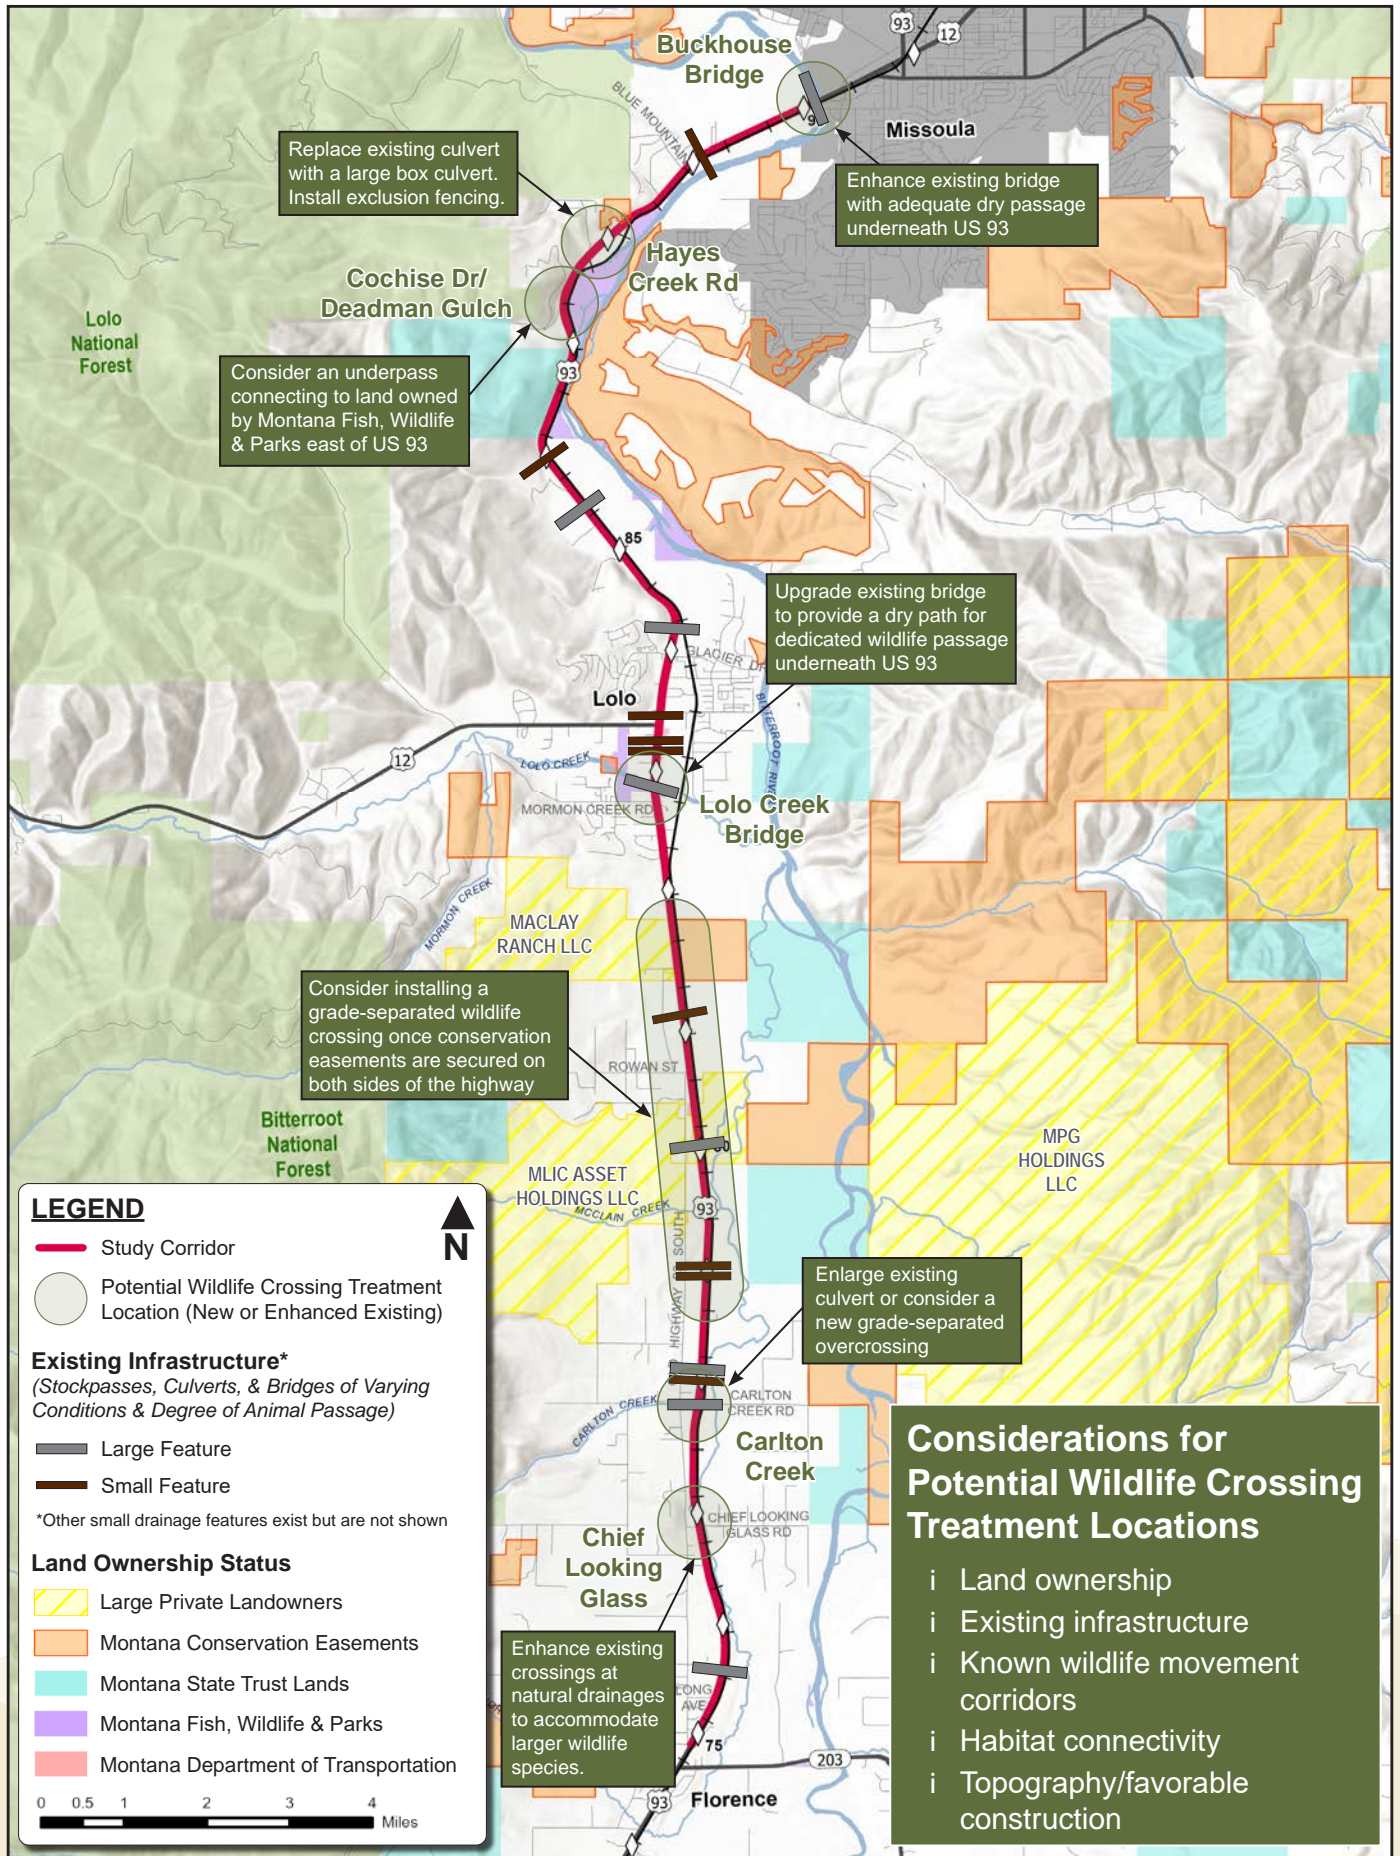 93
12
Buckhouse
Bridge
BLUE MOUNTAIN
9
Missoula
Replace existing culvert
with a large box culvert.
Install exclusion fencing.
Enhance existing bridge
with adequate dry passage
underneath US 93
Hayes
Creek Rd
Cochise Dr/
Deadman Gulch
Lolo
National
Forest
Consider an underpass
connecting to land owned
by Montana Fish, Wildlife
& Parks east of US 93
93
85
Upgrade existing bridge
to provide a dry path for
dedicated wildlife passage
underneath US 93
GLACIER DR
Lolo
BITTERROOT RIVER
12
LOLO CREEK
MORMON CREEK RD
Lolo Creek
Bridge
MORMON CREEK
MACLAY
RANCH LLC
Consider installing a
grade-separated wildlife
crossing once conservation
easements are secured on
both sides of the highway
ROWAN ST
Bitterroot
National
Forest
MPG
HOLDINGS
LLC
MLIC ASSET
HOLDINGS LLC
MCCLAIN CREEK
93
HIGHWAY
SOUTH
Enlarge existing
culvert or consider a
new grade-separated
overcrossing
CARLTON CREEK
CARLTON
CREEK RD
Carlton
Creek
CHIEF LOOKING
GLASS RD
Chief
Looking
Glass
Enhance existing
crossings at
natural drainages
to accommodate
larger wildlife
species.
LONG
AVE
75
203
93
Florence
LEGEND
N
Study Corridor
Potential Wildlife Crossing Treatment
Location (New or Enhanced Existing)
Existing Infrastructure*
(Stockpasses, Culverts, & Bridges of Varying
Conditions & Degree of Animal Passage)
Large Feature
Small Feature
*Other small drainage features exist but are not shown
Land Ownership Status
Large Private Landowners
Montana Conservation Easements
Montana State Trust Lands
Montana Fish, Wildlife & Parks
Montana Department of Transportation
0 0.5 1 2 3 4
Miles
Considerations for
Potential Wildlife Crossing
Treatment Locations
i Land ownership
i Existing infrastructure
i Known wildlife movement
corridors
i Habitat connectivity
i Topography/favorable
construction